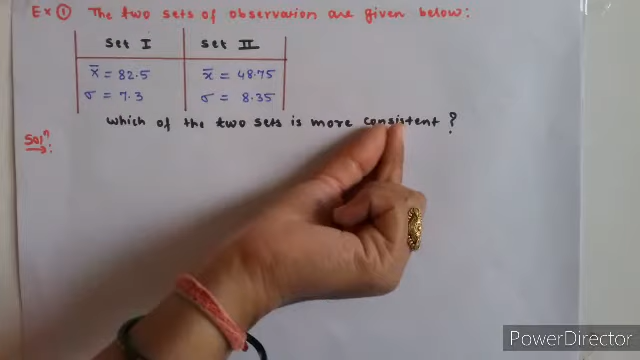 Ex ① The two sets of observation are given below:
Set I Set II
x̄ = 82.5 x̄ = 48.75
σ = 7.3 σ = 8.35
which of the two sets is more consistent ?
Solⁿ:
PowerDirector